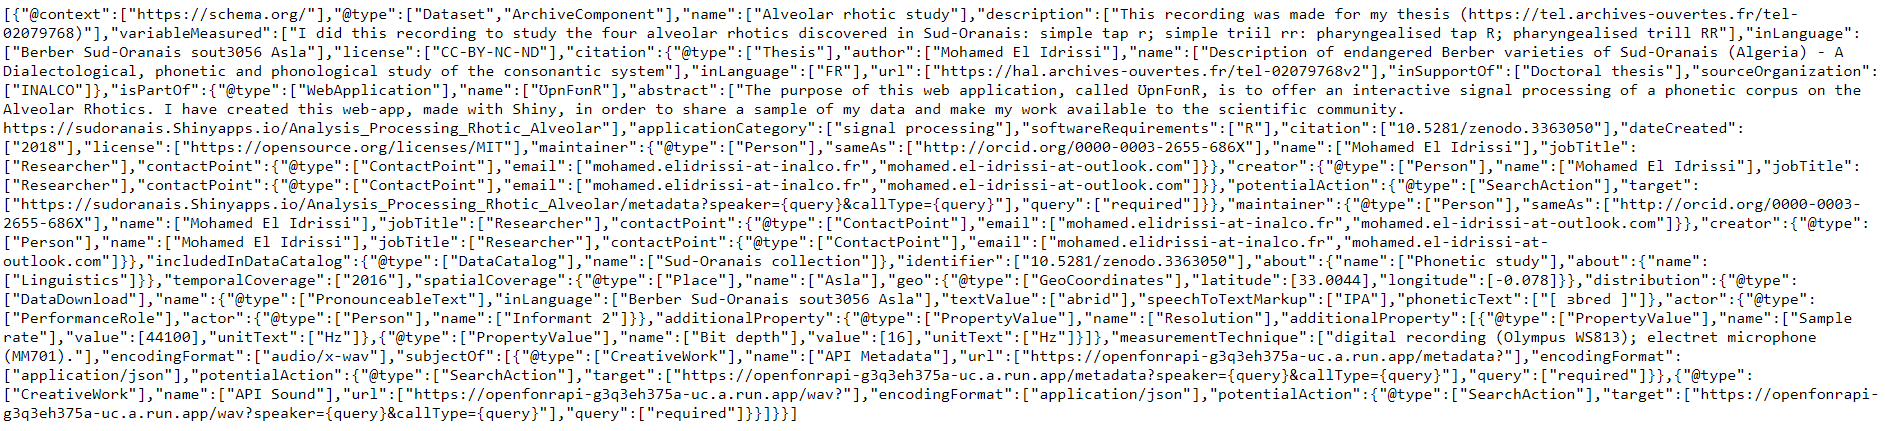 [{"@context":["https://schema.org/"],"@type":["Dataset","ArchiveComponent"],"name":["Alveolar rhotic study"],"description":["This recording was made for my thesis (https://tel.archives-ouvertes.fr/tel-
02079768)"],"variableMeasured":["I did this recording to study the four alveolar rhotics discovered in Sud-Oranais: simple tap r; simple triil rr: pharyngealised tap R; pharyngealised trill RR"],"inLanguage":
["Berber Sud-Oranais sout3056 Asla"],"license":["CC-BY-NC-ND"],"citation":{"@type":["Thesis"],"author":["Mohamed El Idrissi"],"name":["Description of endangered Berber varieties of Sud-Oranais (Algeria) - A
Dialectological, phonetic and phonological study of the consonantic system"],"inLanguage":["FR"],"url":["https://hal.archives-ouvertes.fr/tel-02079768v2"],"inSupportOf":["Doctoral thesis"],"sourceOrganization":
["INALCO"]},"isPartOf":{"@type":["WebApplication"],"name":["ƱpnFʊnR"],"abstract":["The purpose of this web application, called ƱpnFʊnR, is to offer an interactive signal processing of a phonetic corpus on the
Alveolar Rhotics. I have created this web-app, made with Shiny, in order to share a sample of my data and make my work available to the scientific community.
https://sudoranais.Shinyapps.io/Analysis_Processing_Rhotic_Alveolar"],"applicationCategory":["signal processing"],"softwareRequirements":["R"],"citation":["10.5281/zenodo.3363050"],"dateCreated":
["2018"],"license":["https://opensource.org/licenses/MIT"],"maintainer":{"@type":["Person"],"sameAs":["http://orcid.org/0000-0003-2655-686X"],"name":["Mohamed El Idrissi"],"jobTitle":
["Researcher"],"contactPoint":{"@type":["ContactPoint"],"email":["mohamed.elidrissi-at-inalco.fr","mohamed.el-idrissi-at-outlook.com"]}},"creator":{"@type":["Person"],"name":["Mohamed El Idrissi"],"jobTitle":
["Researcher"],"contactPoint":{"@type":["ContactPoint"],"email":["mohamed.elidrissi-at-inalco.fr","mohamed.el-idrissi-at-outlook.com"]}},"potentialAction":{"@type":["SearchAction"],"target":
["https://sudoranais.Shinyapps.io/Analysis_Processing_Rhotic_Alveolar/metadata?speaker={query}&callType={query}"],"query":["required"]}},"maintainer":{"@type":["Person"],"sameAs":["http://orcid.org/0000-0003-
2655-686X"],"name":["Mohamed El Idrissi"],"jobTitle":["Researcher"],"contactPoint":{"@type":["ContactPoint"],"email":["mohamed.elidrissi-at-inalco.fr","mohamed.el-idrissi-at-outlook.com"]}},"creator":{"@type":
["Person"],"name":["Mohamed El Idrissi"],"jobTitle":["Researcher"],"contactPoint":{"@type":["ContactPoint"],"email":["mohamed.elidrissi-at-inalco.fr","mohamed.el-idrissi-at-
outlook.com"]}},"includedInDataCatalog":{"@type":["DataCatalog"],"name":["Sud-Oranais collection"]},"identifier":["10.5281/zenodo.3363050"],"about":{"name":["Phonetic study"],"about":{"name":
["Linguistics"]}},"temporalCoverage":["2016"],"spatialCoverage":{"@type":["Place"],"name":["Asla"],"geo":{"@type":["GeoCoordinates"],"latitude":[33.0044],"longitude":[-0.078]}},"distribution":{"@type":
["DataDownload"],"name":{"@type":["PronounceableText"],"inLanguage":["Berber Sud-Oranais sout3056 Asla"],"textValue":["abrid"],"speechToTextMarkup":["IPA"],"phoneticText":["[ ɜbred ]"]},"actor":{"@type":
["PerformanceRole"],"actor":{"@type":["Person"],"name":["Informant 2"]}},"additionalProperty":{"@type":["PropertyValue"],"name":["Resolution"],"additionalProperty":[{"@type":["PropertyValue"],"name":["Sample
rate"],"value":[44100],"unitText":["Hz"]},{"@type":["PropertyValue"],"name":["Bit depth"],"value":[16],"unitText":["Hz"]}]},"measurementTechnique":["digital recording (Olympus WS813); electret microphone
(MM701)."],"encodingFormat":["audio/x-wav"],"subjectOf":[{"@type":["CreativeWork"],"name":["API Metadata"],"url":["https://openfonrapi-g3q3eh375a-uc.a.run.app/metadata?"],"encodingFormat":
["application/json"],"potentialAction":{"@type":["SearchAction"],"target":["https://openfonrapi-g3q3eh375a-uc.a.run.app/metadata?speaker={query}&callType={query}"],"query":["required"]}},{"@type":
["CreativeWork"],"name":["API Sound"],"url":["https://openfonrapi-g3q3eh375a-uc.a.run.app/wav?"],"encodingFormat":["application/json"],"potentialAction":{"@type":["SearchAction"],"target":["https://openfonrapi-
g3q3eh375a-uc.a.run.app/wav?speaker={query}&callType={query}"],"query":["required"]}}]}}]